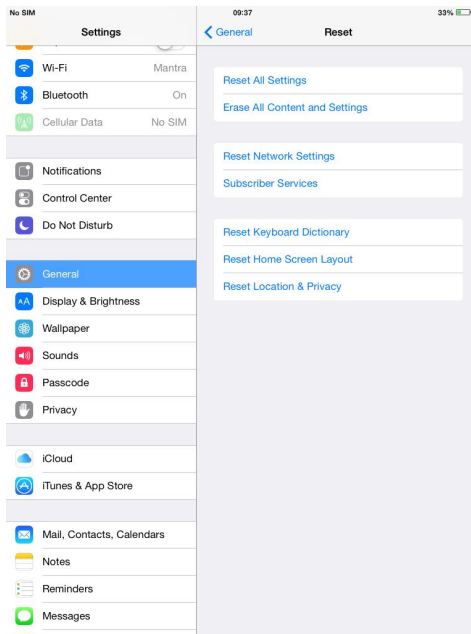 No SIM
09:37
33%
Settings
Wi-Fi Mantra
Bluetooth On
Cellular Data No SIM
Notifications
Control Center
Do Not Disturb
General
AA Display & Brightness
Wallpaper
Sounds
Passcode
Privacy
iCloud
iTunes & App Store
Mail, Contacts, Calendars
Notes
Reminders
Messages
General
Reset
Reset All Settings
Erase All Content and Settings
Reset Network Settings
Subscriber Services
Reset Keyboard Dictionary
Reset Home Screen Layout
Reset Location & Privacy